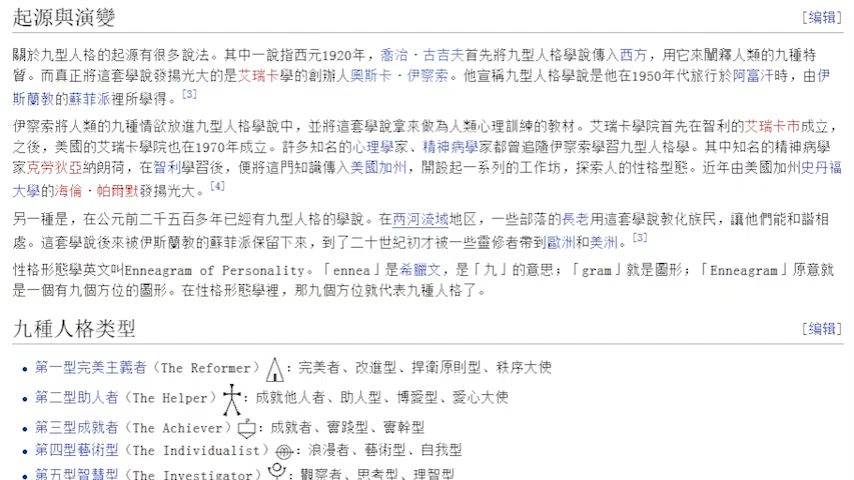 起源與演變 [编辑]
關於九型人格的起源有很多說法。其中一說指西元1920年，喬治·古吉夫首先將九型人格學說傳入西方，用它來闡釋人類的九種特
質。而真正將這套學說發揚光大的是艾瑞卡學的創辦人奧斯卡·伊察索。他宣稱九型人格學說是他在1950年代旅行於阿富汗時，由伊
斯蘭教的蘇菲派裡所學得。[3]
伊察索將人類的九種情欲放進九型人格學說中，並將這套學說拿來做為人類心理訓練的教材。艾瑞卡學院首先在智利的艾瑞卡市成立，
之後，美國的艾瑞卡學院也在1970年成立。許多知名的心理學家、精神病學家都曾追隨伊察索學習九型人格學。其中知名的精神病學
家克勞狄亞納朗荷，在智利學習後，便將這門知識傳入美國加州，開設起一系列的工作坊，探索人的性格型態。近年由美國加州史丹福
大學的海倫·帕爾默發揚光大。[4]
另一種是，在公元前二千五百多年已經有九型人格的學說。在两河流域地区，一些部落的長老用這套學說教化族民，讓他們能和諧相
處。這套學說後來被伊斯蘭教的蘇菲派保留下來，到了二十世紀初才被一些靈修者帶到歐洲和美洲。[3]
性格形態學英文叫Enneagram of Personality。「ennea」是希臘文，是「九」的意思；「gram」就是圖形；「Enneagram」原意就
是一個有九個方位的圖形。在性格形態學裡，那九個方位就代表九種人格了。
九種人格类型 [编辑]
第一型完美主義者（The Reformer）：完美者、改進型、捍衛原則型、秩序大使
第二型助人者（The Helper）：成就他人者、助人型、博愛型、愛心大使
第三型成就者（The Achiever）：成就者、實踐型、實幹型
第四型藝術型（The Individualist）：浪漫者、藝術型、自我型
第五型智慧型（The Investigator）：觀察者、思考型、理智型